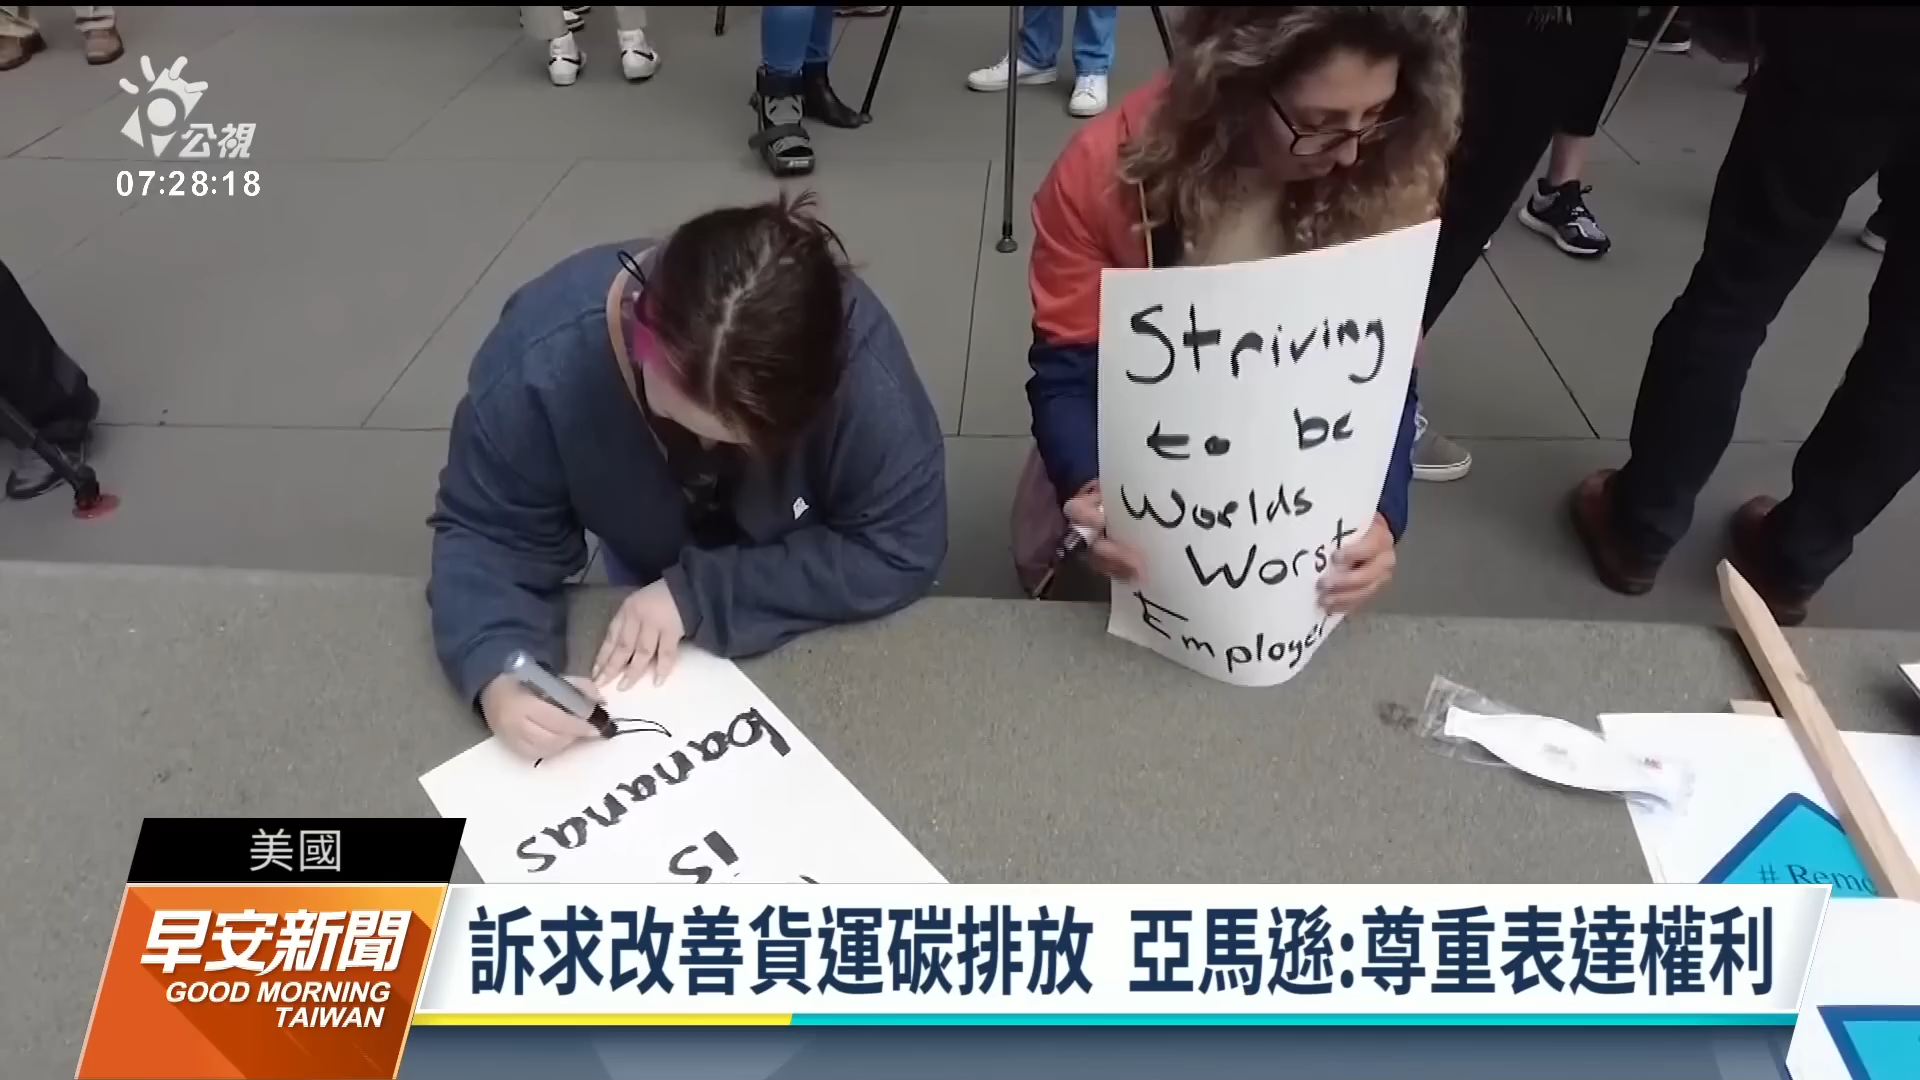 公視
07:28:18
Striving
to be
Worlds
Worst
Employer
bananas
is
# Remo
美國
早安新聞
GOOD MORNING
TAIWAN
訴求改善貨運碳排放 亞馬遜:尊重表達權利